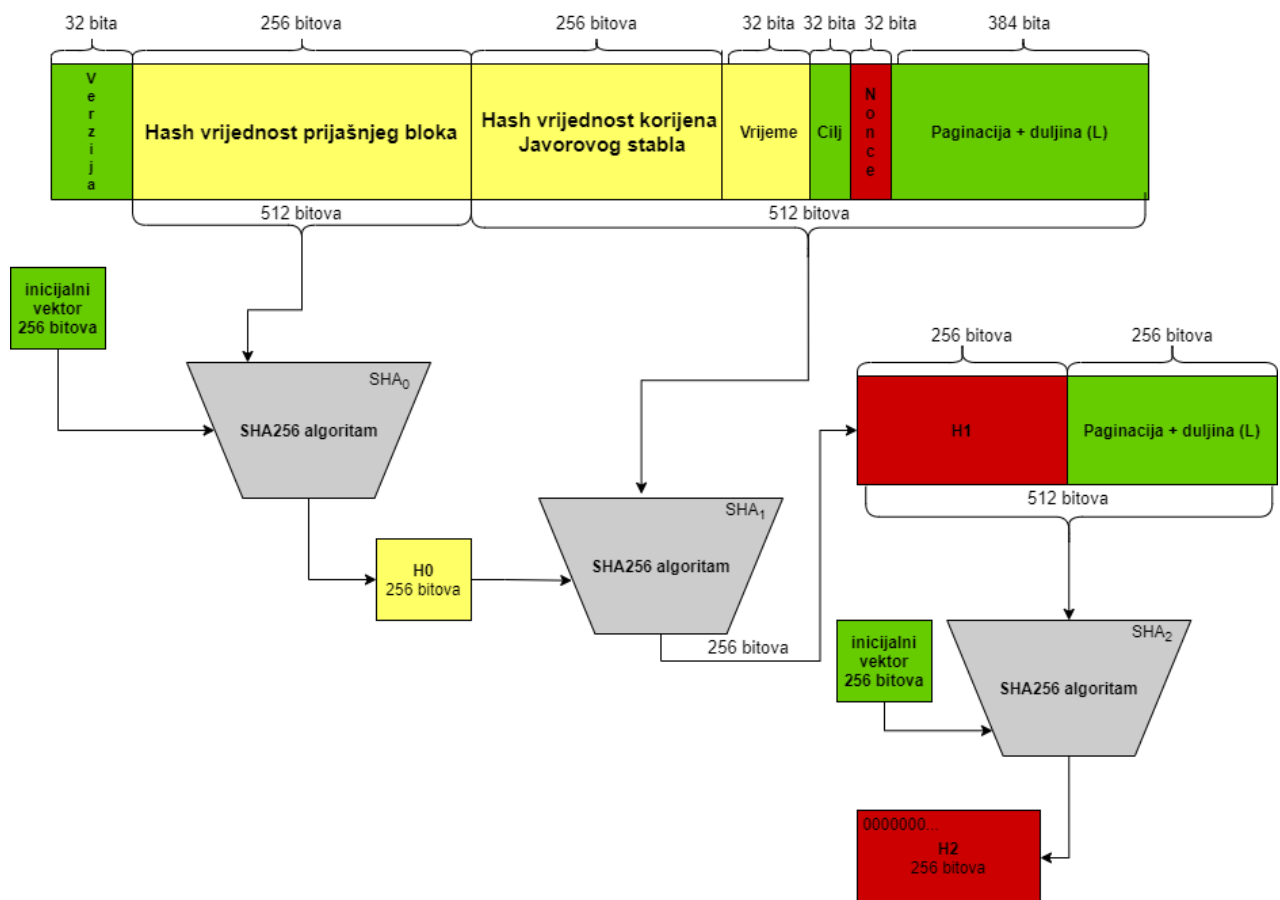 32 bita
256 bitova
256 bitova
32 bita
32 bita
32 bita
384 bita
Verzija
Hash vrijednost prijašnjeg bloka
Hash vrijednost korijena
Javorovog stabla
Vrijeme
Cilj
Nonce
Paginacija + duljina (L)
512 bitova
512 bitova
inicijalni
vektor
256 bitova
SHA0
SHA256 algoritam
256 bitova
256 bitova
H1
Paginacija + duljina (L)
512 bitova
SHA1
SHA256 algoritam
H0
256 bitova
256 bitova
inicijalni
vektor
256 bitova
SHA2
SHA256 algoritam
0000000...
H2
256 bitova